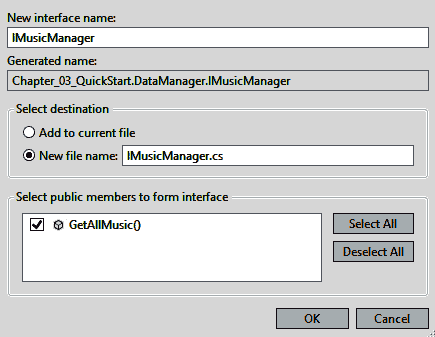 New interface name:
IMusicManager
Generated name:
Chapter_03_QuickStart.DataManager.IMusicManager
Select destination
Add to current file
New file name: IMusicManager.cs
Select public members to form interface
GetAllMusic()
Select All
Deselect All
OK Cancel